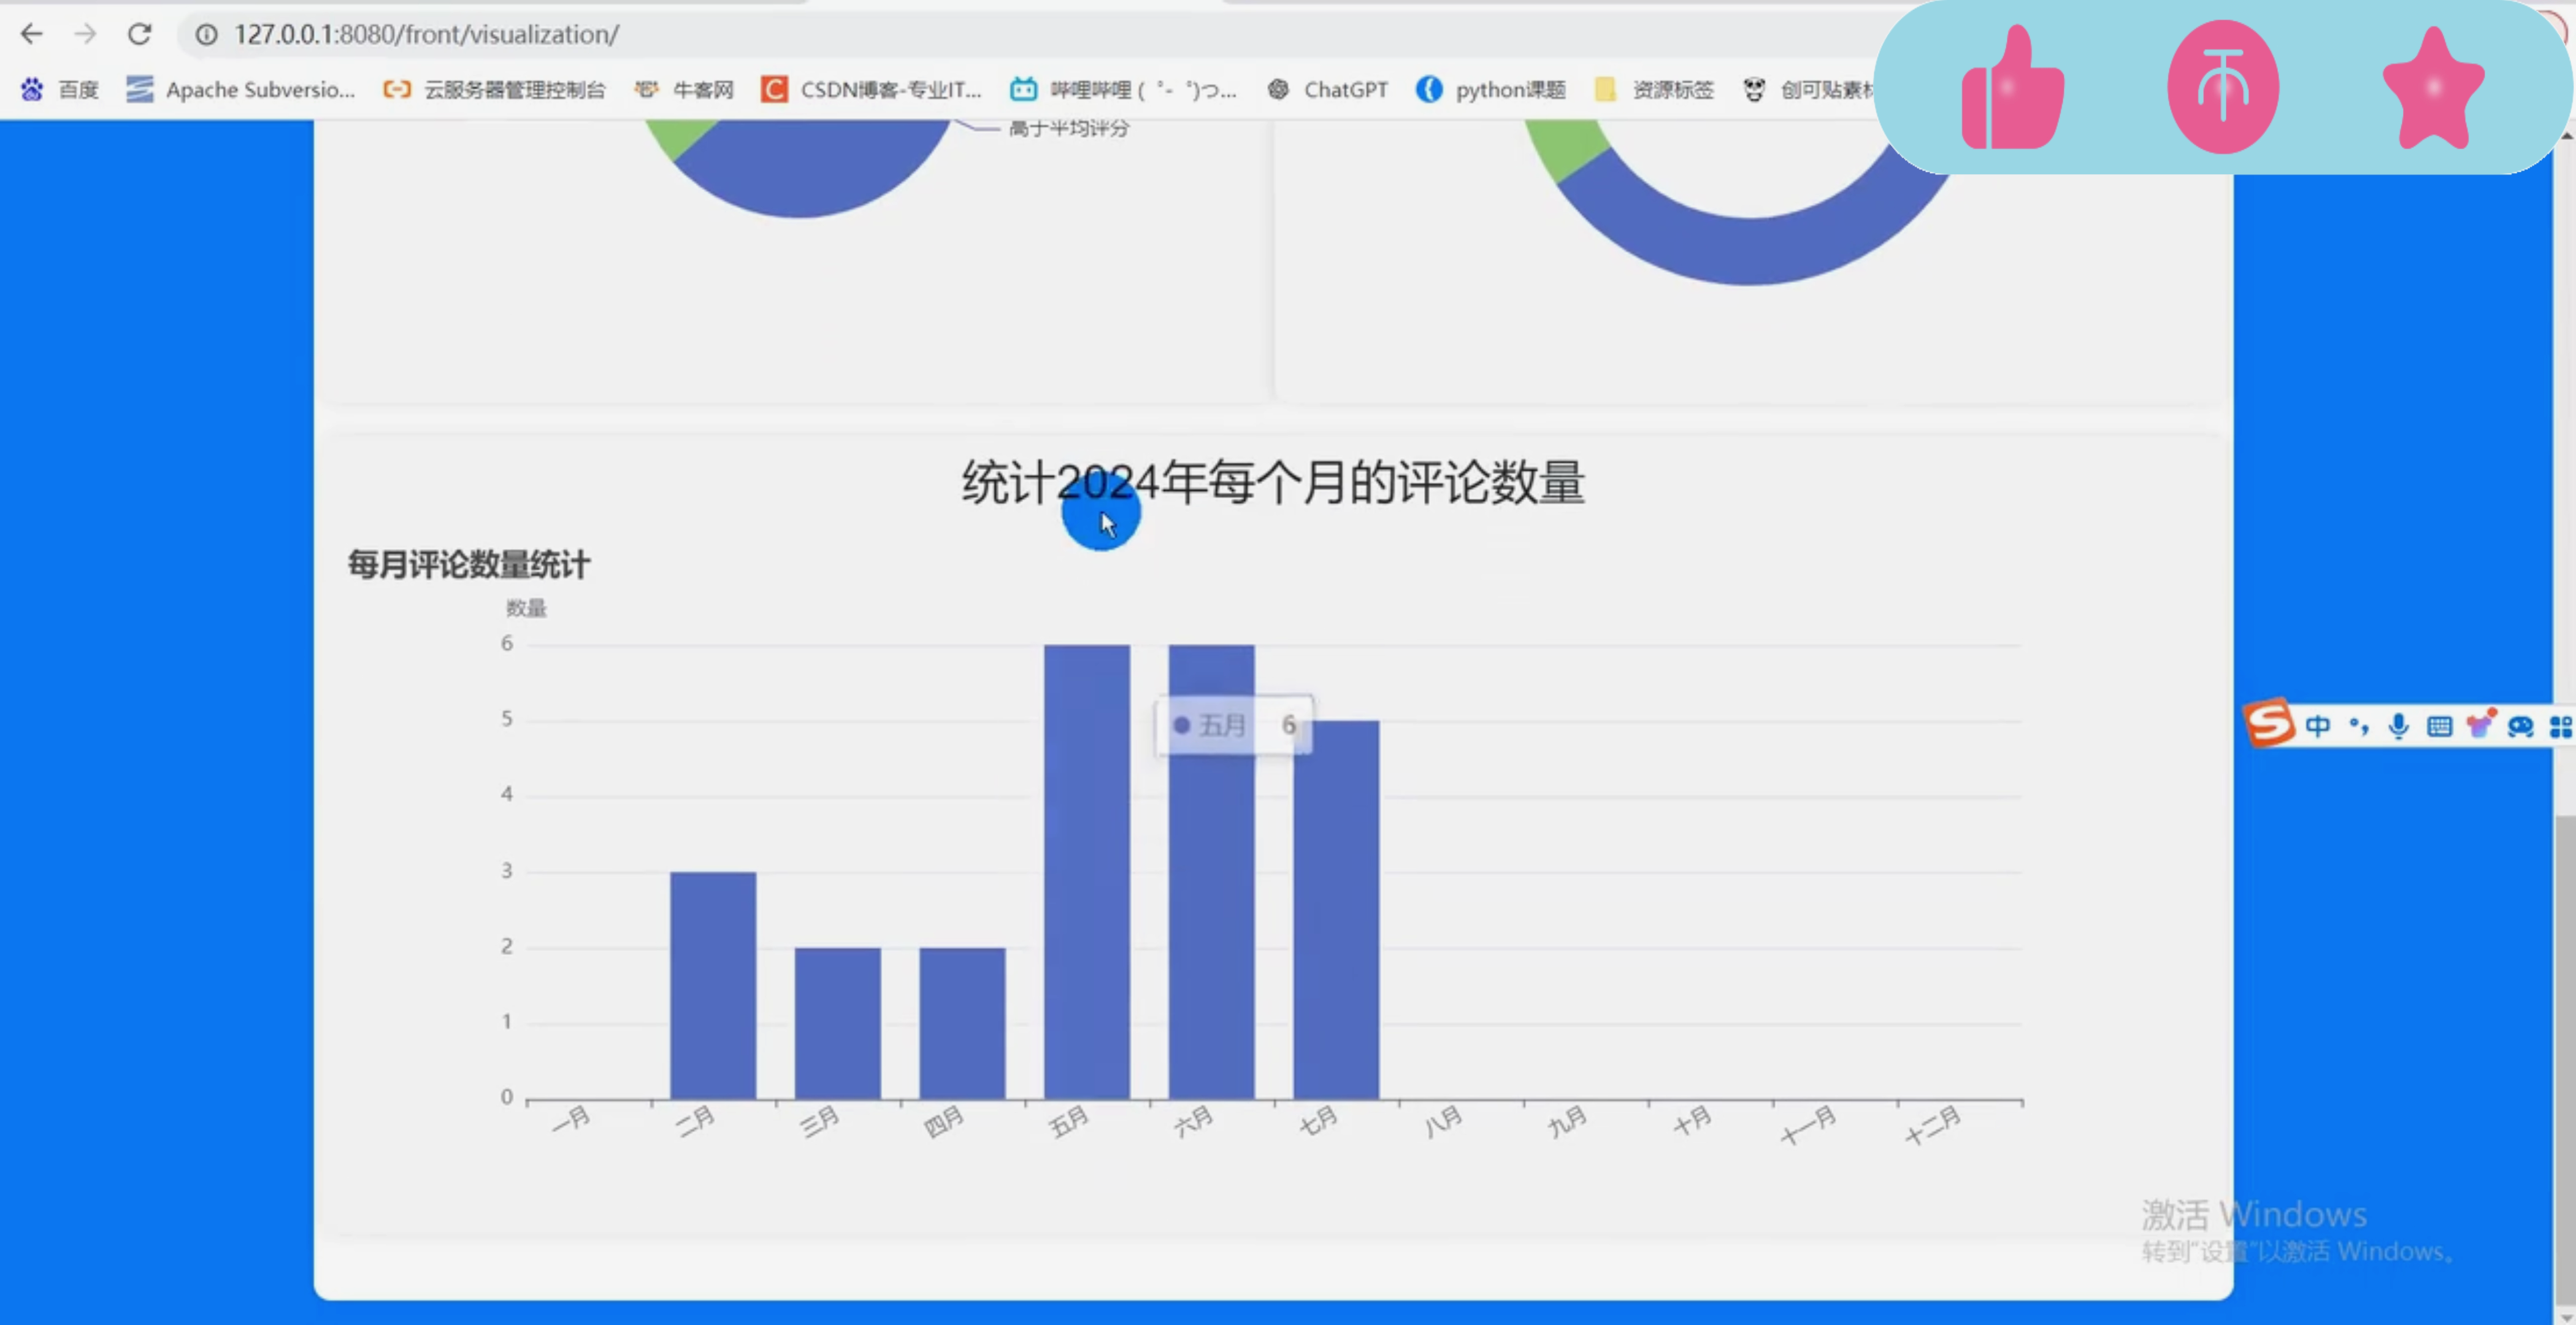 127.0.0.1:8080/front/visualization/
百度 Apache Subversio... 云服务器管理控制台 牛客网 CSDN博客-专业IT... 哔哩哔哩 ( ゜- ゜)つ... ChatGPT python课题 资源标签 创可贴素材
高于平均评分
统计2024年每个月的评论数量
每月评论数量统计
数量
6
5
4
3
2
1
0
五月 6
一月 二月 三月 四月 五月 六月 七月 八月 九月 十月 十一月 十二月
中
激活 Windows
转到"设置"以激活 Windows。